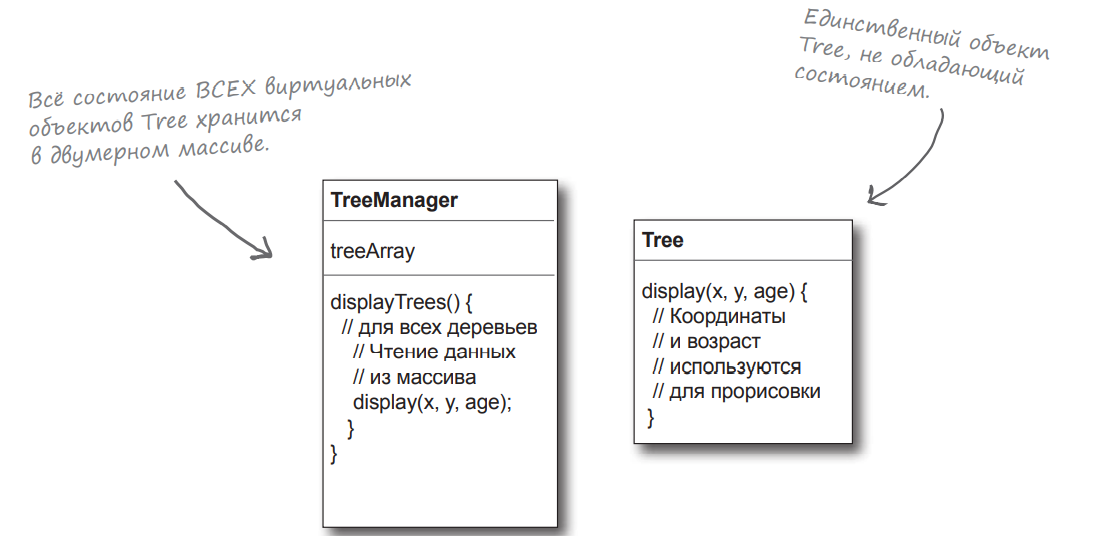 Единственный объект
Tree, не обладающий
состоянием.
Всё состояние ВСЕХ виртуальных
объектов Tree хранится
в двумерном массиве.
TreeManager
treeArray
displayTrees() {
// для всех деревьев
// Чтение данных
// из массива
display(x, y, age);
}
}
Tree
display(x, y, age) {
// Координаты
// и возраст
// используются
// для прорисовки
}